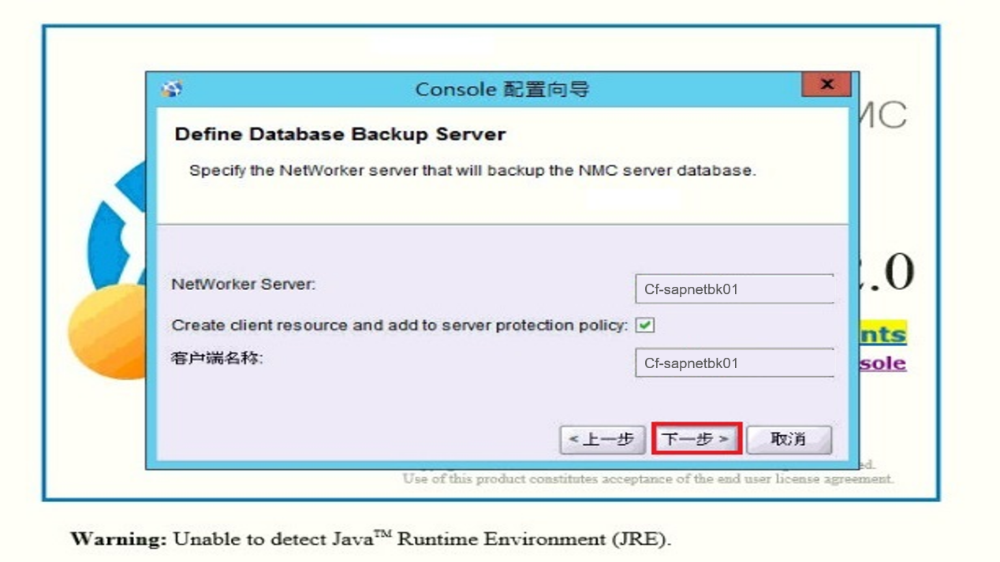 Console 配置向导
x
MC
Define Database Backup Server
Specify the NetWorker server that will backup the NMC server database.
.0
NetWorker Server:
Cf-sapnetbk01
Create client resource and add to server protection policy:
nts
客户端名称:
Cf-sapnetbk01
sole
<上一步
下一步>
取消
ed.
Use of this product constitutes acceptance of the end user license agreement.
Warning: Unable to detect Java™ Runtime Environment (JRE).